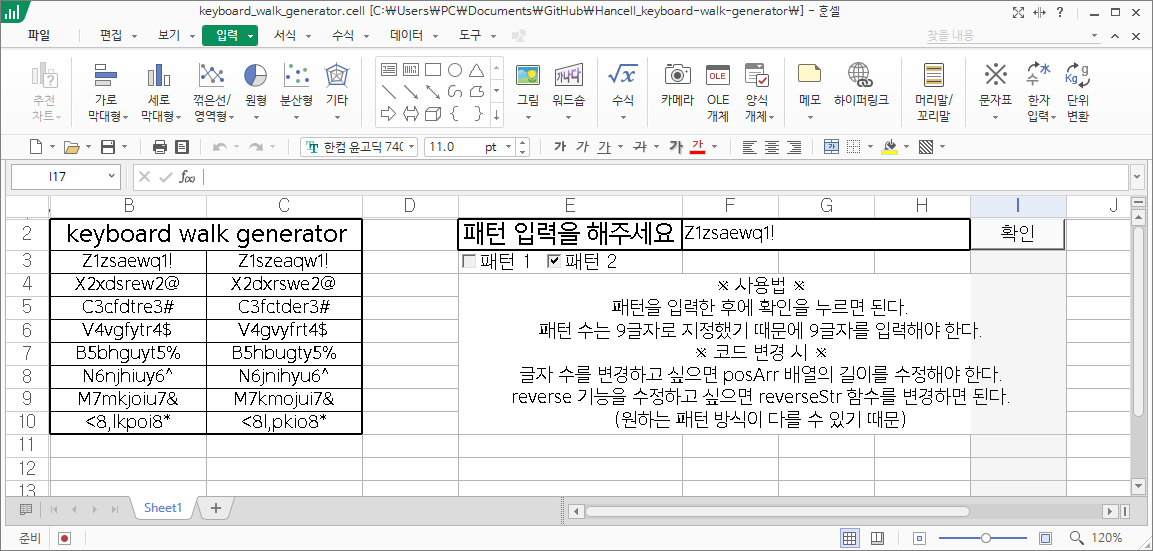 keyboard_walk_generator.cell [C:₩Users₩PC₩Documents₩GitHub₩Hancell_keyboard-walk-generator₩] - 훈셀
파일 편집 보기 입력 서식 수식 데이터 도구 찾을 내용
추천 차트 가로 막대형 세로 막대형 꺾은선/영역형 원형 분산형 기타 그림 워드숍 수식 카메라 OLE 개체 양식 개체 메모 하이퍼링크 머리말/꼬리말 문자표 한자 입력 단위 변환
한컴 윤고딕 740 11.0 pt 가 가 가 가 가 가
I17
B C D E F G H I J
2 keyboard walk generator 패턴 입력을 해주세요 Z1zsaewq1! 확인
3 Z1zsaewq1! Z1szeaqw1! 패턴 1 패턴 2
4 X2xdsrew2@ X2dxrswe2@ ※ 사용법 ※
5 C3cfdtre3# C3fctder3# 패턴을 입력한 후에 확인을 누르면 된다.
6 V4vgfytr4$ V4gvyfrt4$ 패턴 수는 9글자로 지정했기 때문에 9글자를 입력해야 한다.
7 B5bhguyt5% B5hbugty5% ※ 코드 변경 시 ※
8 N6njhiuy6^ N6jnihyu6^ 글자 수를 변경하고 싶으면 posArr 배열의 길이를 수정해야 한다.
9 M7mkjoiu7& M7kmojui7& reverse 기능을 수정하고 싶으면 reverseStr 함수를 변경하면 된다.
10 <8,lkpoi8* <8l,pkio8* (원하는 패턴 방식이 다를 수 있기 때문)
11
12
13
Sheet1
준비 120%